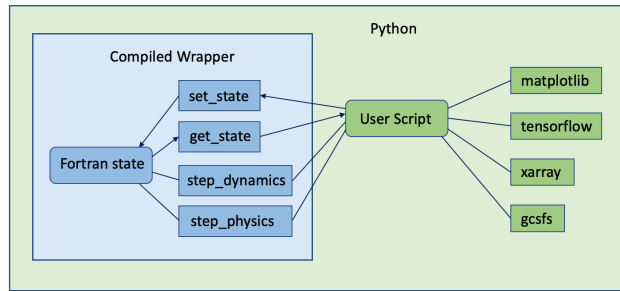 Python
Compiled Wrapper
set_state
get_state
Fortran state
step_dynamics
step_physics
User Script
matplotlib
tensorflow
xarray
gcsfs